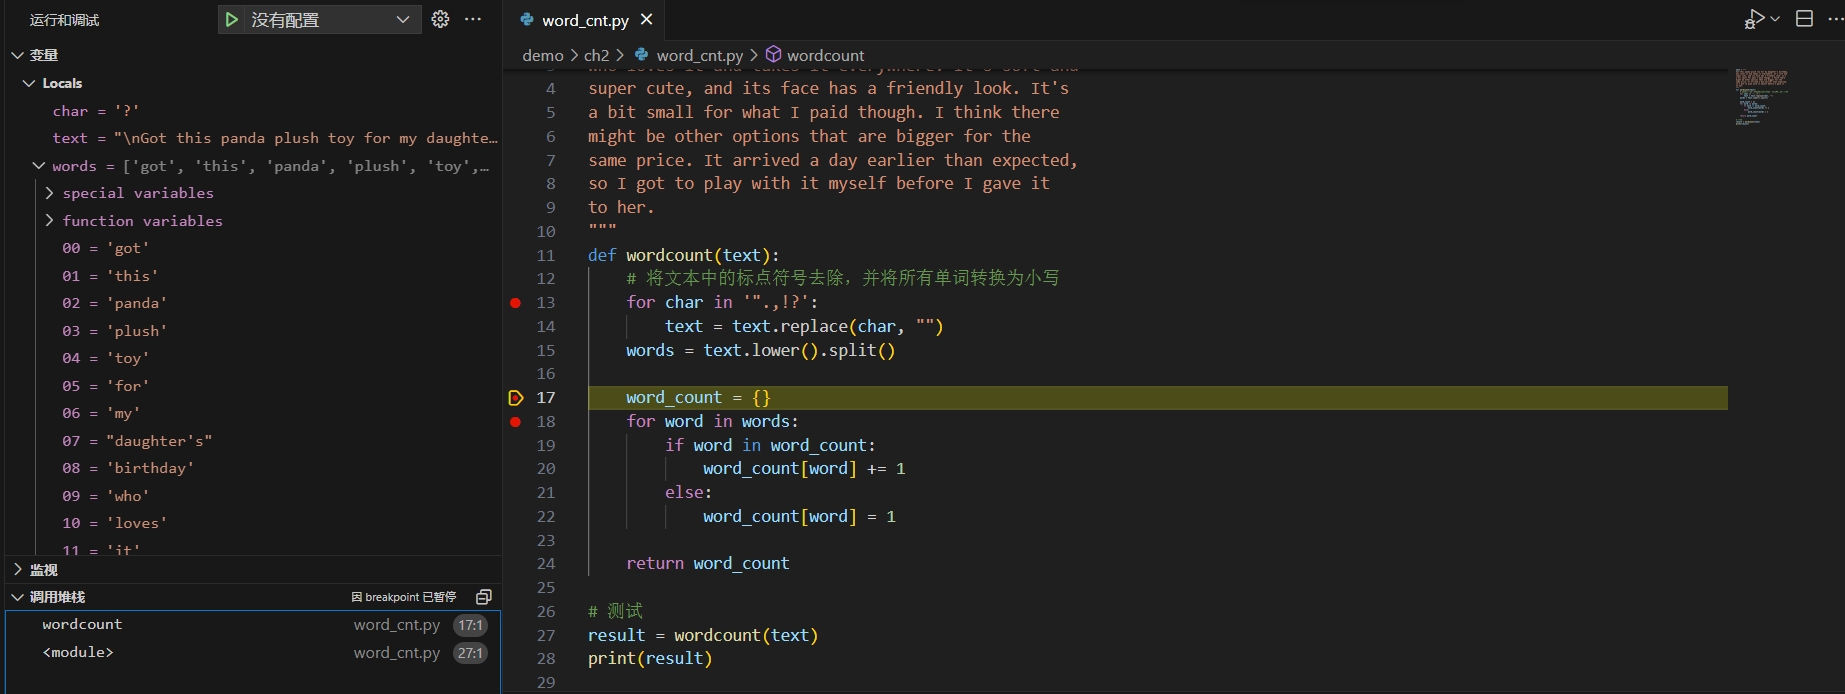 运行和调试
没有配置
变量
Locals
char = '?'
text = "\nGot this panda plush toy for my daughte…
words = ['got', 'this', 'panda', 'plush', 'toy',…
special variables
function variables
00 = 'got'
01 = 'this'
02 = 'panda'
03 = 'plush'
04 = 'toy'
05 = 'for'
06 = 'my'
07 = "daughter's"
08 = 'birthday'
09 = 'who'
10 = 'loves'
11 = 'it'
监视
调用堆栈
因 breakpoint 已暂停
wordcount word_cnt.py 17:1
<module> word_cnt.py 27:1
word_cnt.py
demo > ch2 > word_cnt.py > wordcount
4 super cute, and its face has a friendly look. It's
5 a bit small for what I paid though. I think there
6 might be other options that are bigger for the
7 same price. It arrived a day earlier than expected,
8 so I got to play with it myself before I gave it
9 to her.
10 """
11 def wordcount(text):
12 # 将文本中的标点符号去除，并将所有单词转换为小写
13 for char in '".,!?':
14 text = text.replace(char, "")
15 words = text.lower().split()
16
17 word_count = {}
18 for word in words:
19 if word in word_count:
20 word_count[word] += 1
21 else:
22 word_count[word] = 1
23
24 return word_count
25
26 # 测试
27 result = wordcount(text)
28 print(result)
29